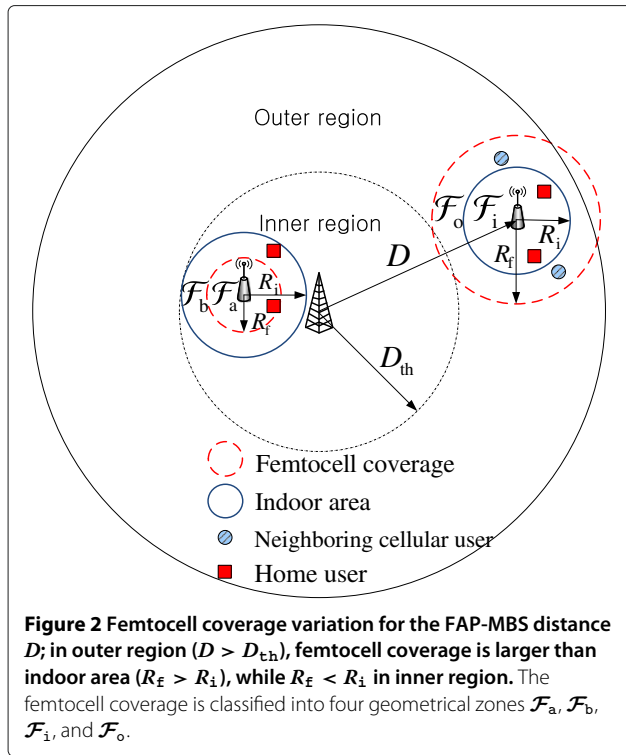 Outer region
Inner region
𝓕o 𝓕i
Ri
Rf
D
𝓕b 𝓕a
Ri
Rf
Dth
Femtocell coverage
Indoor area
Neighboring cellular user
Home user
Figure 2 Femtocell coverage variation for the FAP-MBS distance
D; in outer region (D > Dth), femtocell coverage is larger than
indoor area (Rf > Ri), while Rf < Ri in inner region. The
femtocell coverage is classified into four geometrical zones 𝓕a, 𝓕b,
𝓕i, and 𝓕o.